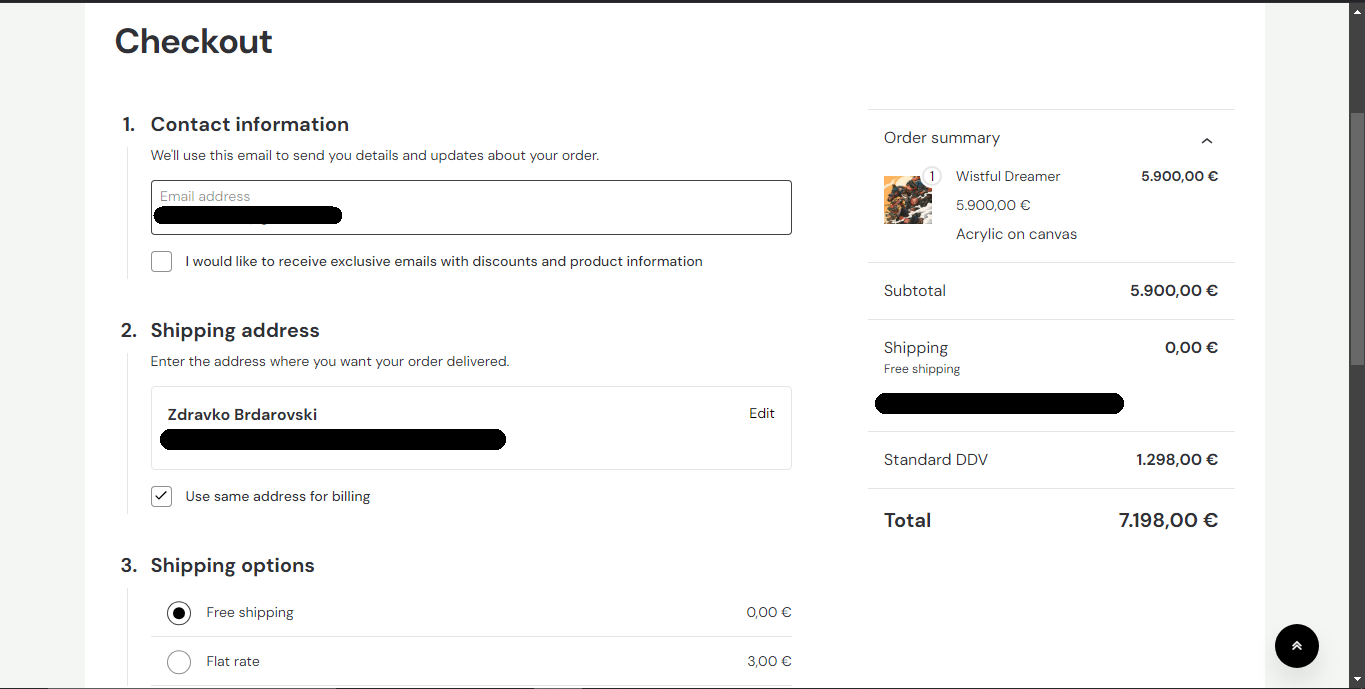 Checkout
1. Contact information
We'll use this email to send you details and updates about your order.
Email address
I would like to receive exclusive emails with discounts and product information
2. Shipping address
Enter the address where you want your order delivered.
Zdravko Brdarovski
Edit
Use same address for billing
3. Shipping options
Free shipping 0,00 €
Flat rate 3,00 €
Order summary
1
Wistful Dreamer 5.900,00 €
5.900,00 €
Acrylic on canvas
Subtotal 5.900,00 €
Shipping 0,00 €
Free shipping
Standard DDV 1.298,00 €
Total 7.198,00 €